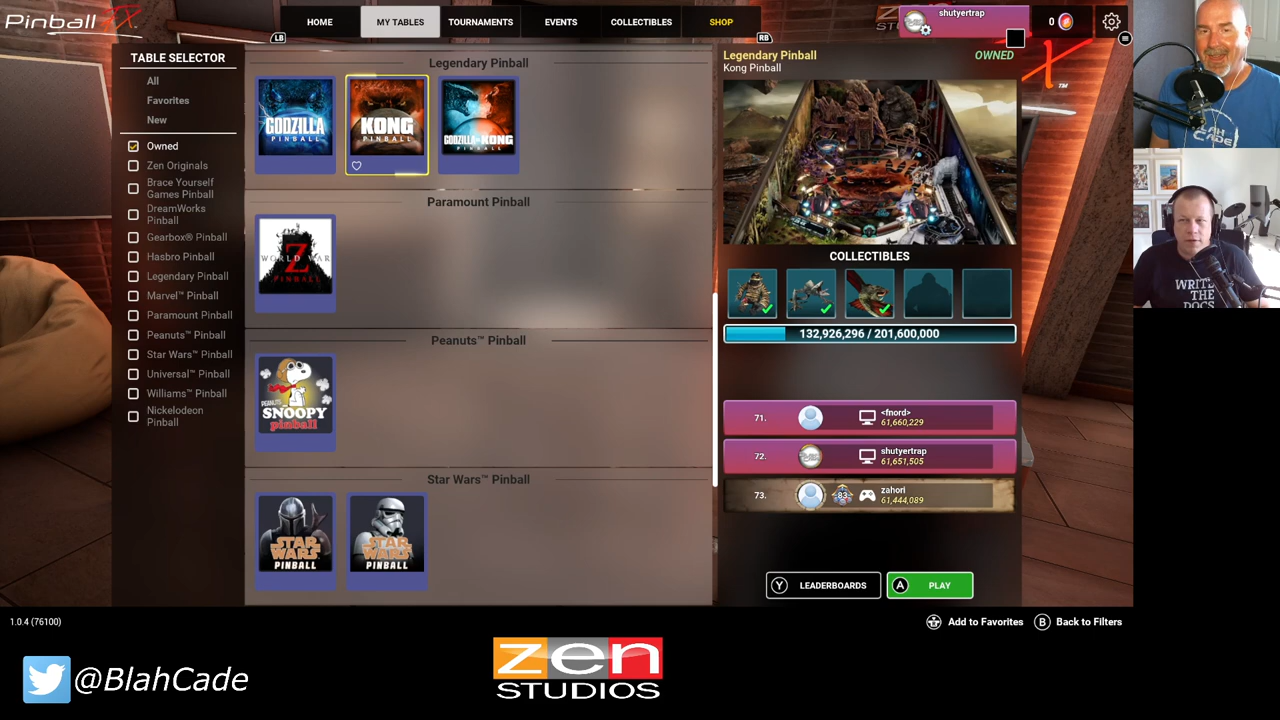 Pinball FX
HOME
MY TABLES
TOURNAMENTS
EVENTS
COLLECTIBLES
SHOP
shutyertrap
0
LB
RB
TABLE SELECTOR
All
Favorites
New
Owned
Zen Originals
Brace Yourself
Games Pinball
DreamWorks
Pinball
Gearbox® Pinball
Hasbro Pinball
Legendary Pinball
Marvel™ Pinball
Paramount Pinball
Peanuts™ Pinball
Star Wars™ Pinball
Universal™ Pinball
Williams™ Pinball
Nickelodeon
Pinball
Legendary Pinball
GODZILLA
PINBALL
KONG
PINBALL
GODZILLA KONG
PINBALL
Paramount Pinball
WORLD WAR
Z
PINBALL
Peanuts™ Pinball
PEANUTS
SNOOPY
pinball
Star Wars™ Pinball
STAR
WARS
PINBALL
STAR
WARS
PINBALL
Legendary Pinball
OWNED
Kong Pinball
COLLECTIBLES
132,926,296 / 201,600,000
71.
<fnord>
61,660,229
72.
shutyertrap
61,651,505
73.
83
zahori
61,444,089
Y LEADERBOARDS
A PLAY
1.0.4 (76100)
Add to Favorites
B Back to Filters
X™
BLAH
CADE
WRITE
THE
DOCS
@BlahCade
zen
STUDIOS